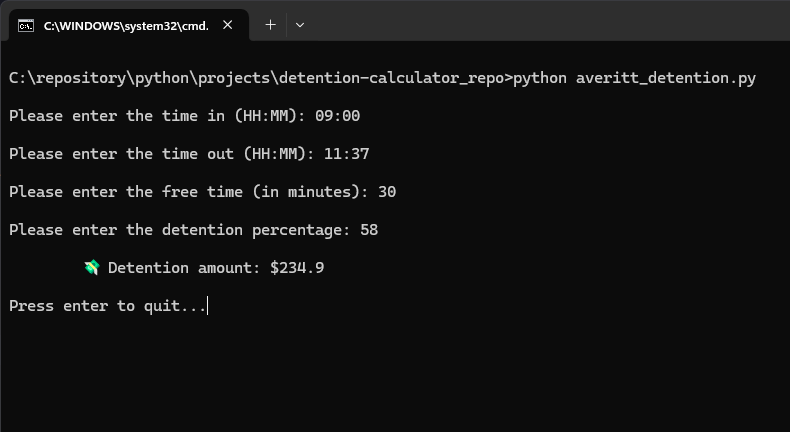 C:\WINDOWS\system32\cmd.
C:\repository\python\projects\detention-calculator_repo>python averitt_detention.py
Please enter the time in (HH:MM): 09:00
Please enter the time out (HH:MM): 11:37
Please enter the free time (in minutes): 30
Please enter the detention percentage: 58
💸 Detention amount: $234.9
Press enter to quit...